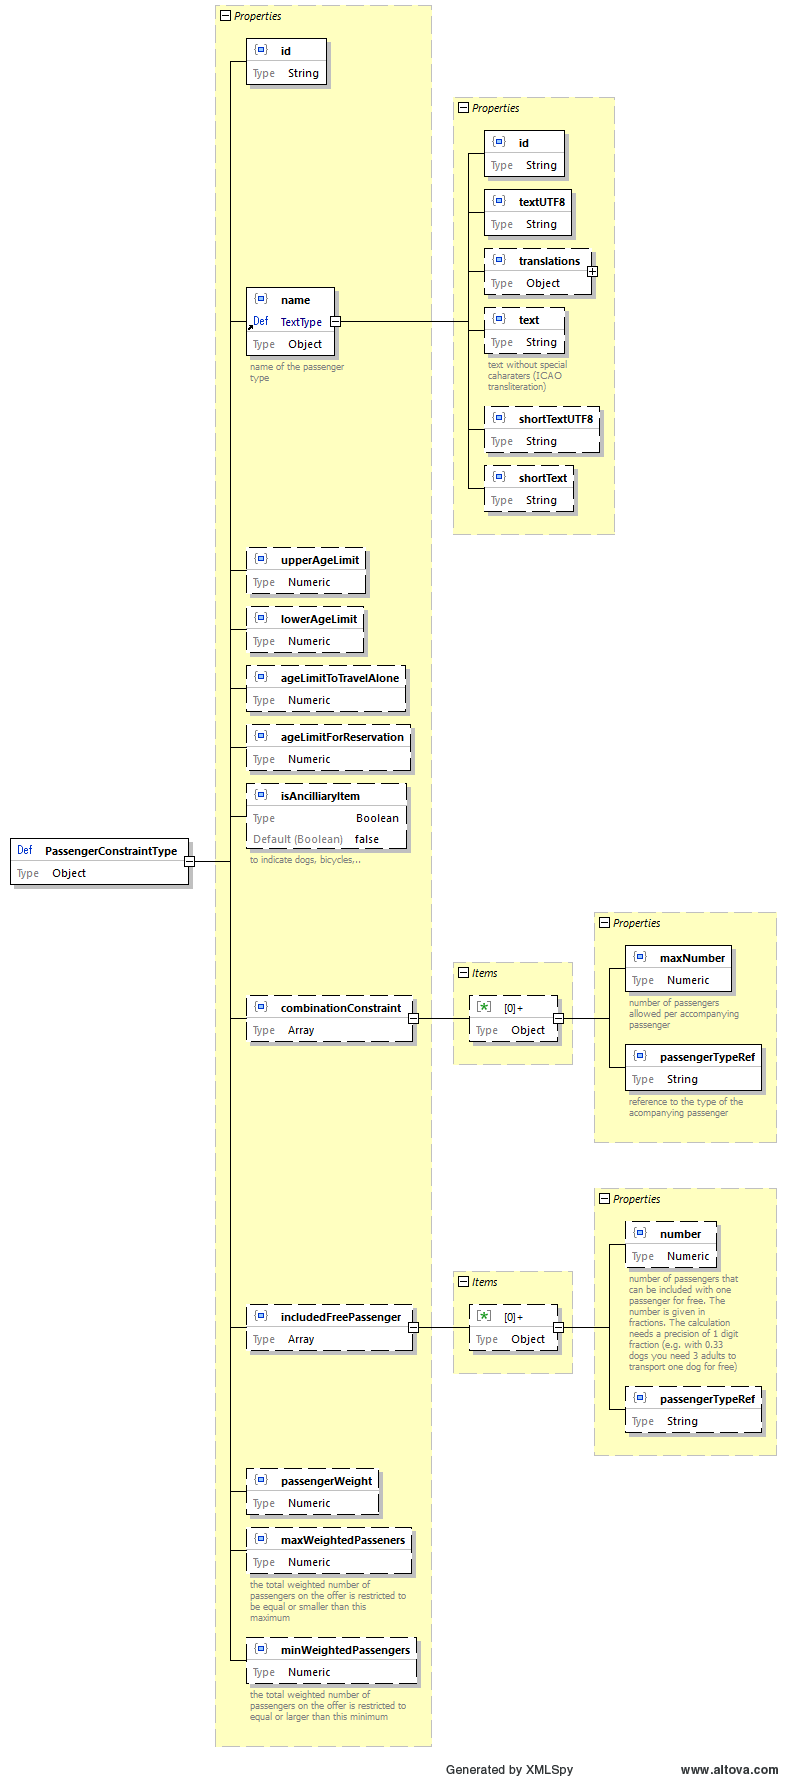 Properties
id
Type String
Properties
id
Type String
textUTF8
Type String
translations
Type Object
name
Def TextType
Type Object
name of the passenger
type
text
Type String
text without special
caharaters (ICAO
transliteration)
shortTextUTF8
Type String
shortText
Type String
upperAgeLimit
Type Numeric
lowerAgeLimit
Type Numeric
ageLimitToTravelAlone
Type Numeric
ageLimitForReservation
Type Numeric
isAncilliaryItem
Type Boolean
Default (Boolean) false
to indicate dogs, bicycles,..
Def PassengerConstraintType
Type Object
combinationConstraint
Type Array
Items
[0]+
Type Object
Properties
maxNumber
Type Numeric
number of passengers
allowed per accompanying
passenger
passengerTypeRef
Type String
reference to the type of the
acompanying passenger
includedFreePassenger
Type Array
Items
[0]+
Type Object
Properties
number
Type Numeric
number of passengers that
can be included with one
passenger for free. The
number is given in
fractions. The calculation
needs a precision of 1 digit
fraction (e.g. with 0.33
dogs you need 3 adults to
transport one dog for free)
passengerTypeRef
Type String
passengerWeight
Type Numeric
maxWeightedPasseners
Type Numeric
the total weighted number of
passengers on the offer is restricted to
be equal or smaller than this
maximum
minWeightedPassengers
Type Numeric
the total weighted number of
passengers on the offer is restricted to
equal or larger than this minimum
Generated by XMLSpy www.altova.com